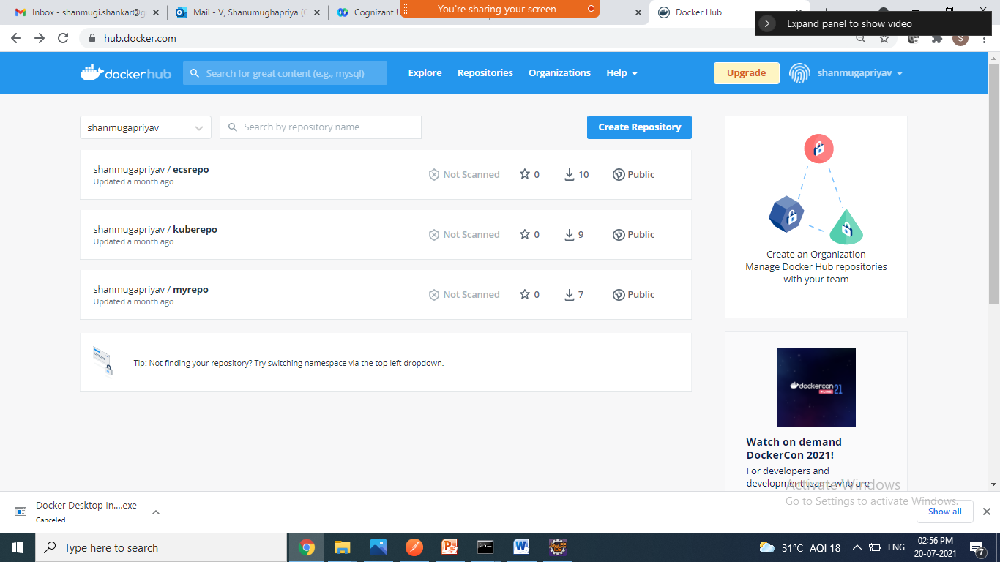 Inbox - shanmugi.shankar@g
Mail - V, Shanumughapriya (C
Cognizant U
You're sharing your screen
Docker Hub
Expand panel to show video
hub.docker.com
S
docker hub
Search for great content (e.g., mysql)
Explore
Repositories
Organizations
Help
Upgrade
shanmugapriyav
shanmugapriyav
Search by repository name
Create Repository
shanmugapriyav / ecsrepo
Updated a month ago
Not Scanned
0
10
Public
shanmugapriyav / kuberepo
Updated a month ago
Not Scanned
0
9
Public
shanmugapriyav / myrepo
Updated a month ago
Not Scanned
0
7
Public
Tip: Not finding your repository? Try switching namespace via the top left dropdown.
Create an Organization
Manage Docker Hub repositories
with your team
dockercon
LIVE 21
Watch on demand
DockerCon 2021!
For developers and
development teams who are
Activate Windows
Go to Settings to activate Windows.
Docker Desktop In....exe
Canceled
Show all
Type here to search
31°C AQI 18
ENG
02:56 PM
20-07-2021
7